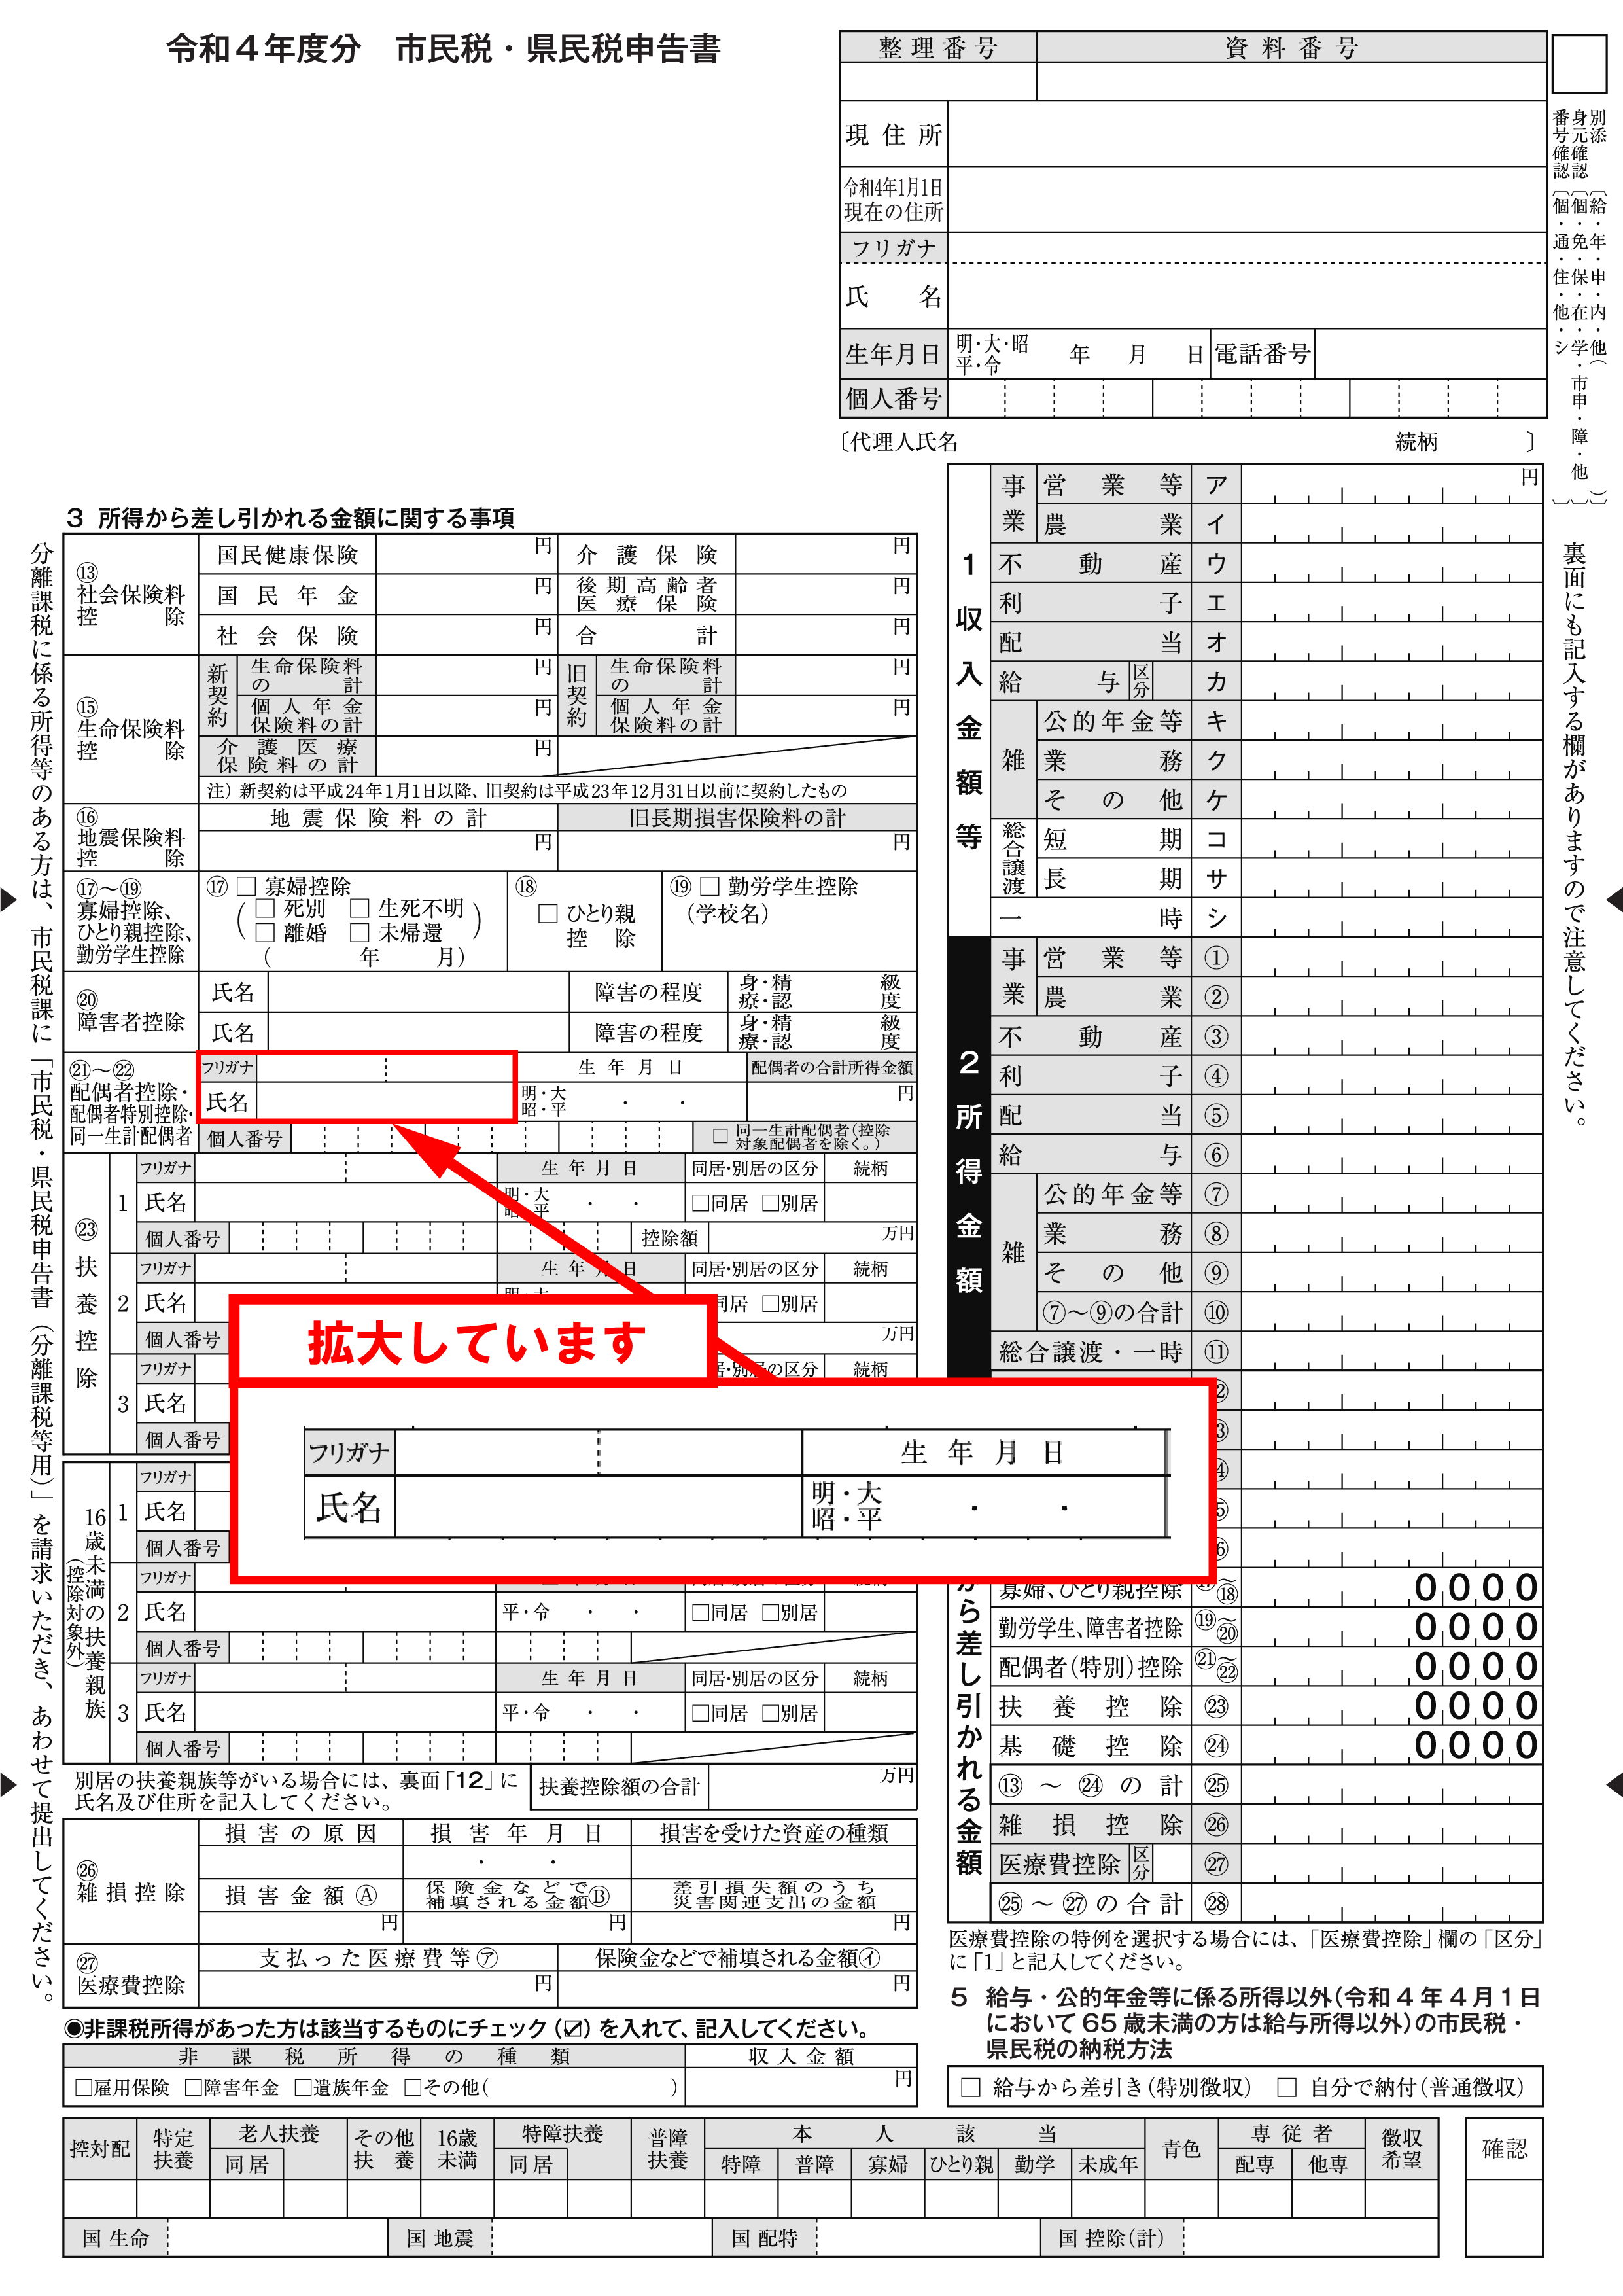 令和４年度分　市民税・県民税申告書
整理番号
資料番号
現住所
令和4年1月1日
現在の住所
フリガナ
氏名
生年月日
明・大・昭
平・令
年　月　日
電話番号
個人番号
〔代理人氏名　続柄　〕
別添〔給・年・申・内・他（　）〕
身元確認〔個・免・保・在・学・市申・障・他〕
番号確認〔個・通・住・他・シ〕
分離課税に係る所得等のある方は、市民税課に「市民税・県民税申告書（分離課税等用）」を請求いただき、あわせて提出してください。
裏面にも記入する欄がありますので注意してください。
3 所得から差し引かれる金額に関する事項
⑬
社会保険料
控除
国民健康保険　円　介護保険　円
国民年金　円　後期高齢者医療保険　円
社会保険　円　合計　円
⑮
生命保険料
控除
新契約　生命保険料の計　円　旧契約　生命保険料の計　円
個人年金保険料の計　円　個人年金保険料の計　円
介護医療保険料の計　円
注）新契約は平成24年1月1日以降、旧契約は平成23年12月31日以前に契約したもの
⑯
地震保険料
控除
地震保険料の計　旧長期損害保険料の計
円　円
⑰～⑲
寡婦控除、
ひとり親控除、
勤労学生控除
⑰ □ 寡婦控除
（□ 死別　□ 生死不明
□ 離婚　□ 未帰還）
（　年　月）
⑱
□ ひとり親
控除
⑲ □ 勤労学生控除
（学校名）
⑳
障害者控除
氏名　障害の程度　身・精　療・認　級　度
氏名　障害の程度　身・精　療・認　級　度
㉑～㉒
配偶者控除・
配偶者特別控除・
同一生計配偶者
フリガナ　生年月日　配偶者の合計所得金額
氏名　明・大　昭・平　・　・　円
個人番号　□ 同一生計配偶者（控除
対象配偶者を除く。）
㉓
扶養控除
1　フリガナ　生年月日　同居・別居の区分　続柄
氏名　明・大　昭・平　・　・　□同居　□別居
個人番号　控除額　万円
2　フリガナ　生年月日　同居・別居の区分　続柄
氏名　同居　□別居
個人番号　万円
3　フリガナ　の区分　続柄
氏名
個人番号
拡大しています
フリガナ　生年月日
氏名　明・大　昭・平　・　・
16歳未満の扶養親族
（控除対象外）
1　フリガナ
氏名
個人番号
2　フリガナ
氏名　平・令　・　・　□同居　□別居
個人番号
3　フリガナ　生年月日　同居・別居の区分　続柄
氏名　平・令　・　・　□同居　□別居
個人番号
別居の扶養親族等がいる場合には、裏面「12」に
氏名及び住所を記入してください。
扶養控除額の合計　万円
㉖
雑損控除
損害の原因　損害年月日　損害を受けた資産の種類
・　・
損害金額Ⓐ　保険金などで補填される金額Ⓑ　差引損失額のうち災害関連支出の金額
円　円　円
㉗
医療費控除
支払った医療費等㋐　保険金などで補填される金額㋑
円　円
◉非課税所得があった方は該当するものにチェック（☑）を入れて、記入してください。
非課税所得の種類　収入金額
□雇用保険　□障害年金　□遺族年金　□その他（　）　円
1 収入金額等
事業　営業等　ア　円
農業　イ
不動産　ウ
利子　エ
配当　オ
給与　区分　カ
雑　公的年金等　キ
業務　ク
その他　ケ
総合譲渡　短期　コ
長期　サ
一時　シ
2 所得金額
事業　営業等　①
農業　②
不動産　③
利子　④
配当　⑤
給与　⑥
雑　公的年金等　⑦
業務　⑧
その他　⑨
⑦～⑨の合計　⑩
総合譲渡・一時　⑪
ら差し引かれる金額
寡婦、ひとり親控除　⑱　0000
勤労学生、障害者控除　⑲～⑳　0000
配偶者（特別）控除　㉑～㉒　0000
扶養控除　㉓　0000
基礎控除　㉔　0000
⑬～㉔の計　㉕
雑損控除　㉖
医療費控除　区分　㉗
㉕～㉗の合計　㉘
医療費控除の特例を選択する場合には、「医療費控除」欄の「区分」
に「1」と記入してください。
5 給与・公的年金等に係る所得以外（令和４年４月１日
において65歳未満の方は給与所得以外）の市民税・
県民税の納税方法
□ 給与から差引き（特別徴収）　□ 自分で納付（普通徴収）
控対配　特定扶養　老人扶養　同居　その他扶養　16歳未満　特障扶養　同居　普障扶養　本人該当　特障　普障　寡婦　ひとり親　勤学　未成年　青色　専従者　配専　他専　徴収希望　確認
国 生命　国 地震　国 配特　国 控除（計）